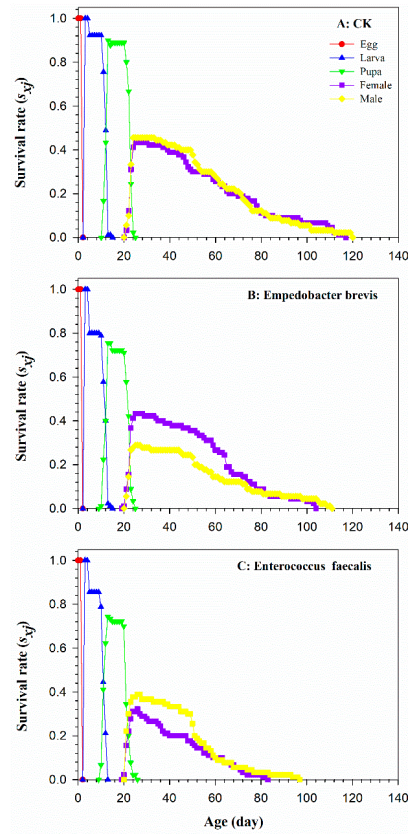 A: CK
Egg
Larva
Pupa
Female
Male
Survival rate (sxj)
1.0
0.8
0.6
0.4
0.2
0.0
0 20 40 60 80 100 120 140
B: Empedobacter brevis
Survival rate (sxj)
1.0
0.8
0.6
0.4
0.2
0.0
0 20 40 60 80 100 120 140
C: Enterococcus faecalis
Survival rate (sxj)
1.0
0.8
0.6
0.4
0.2
0.0
0 20 40 60 80 100 120 140
Age (day)